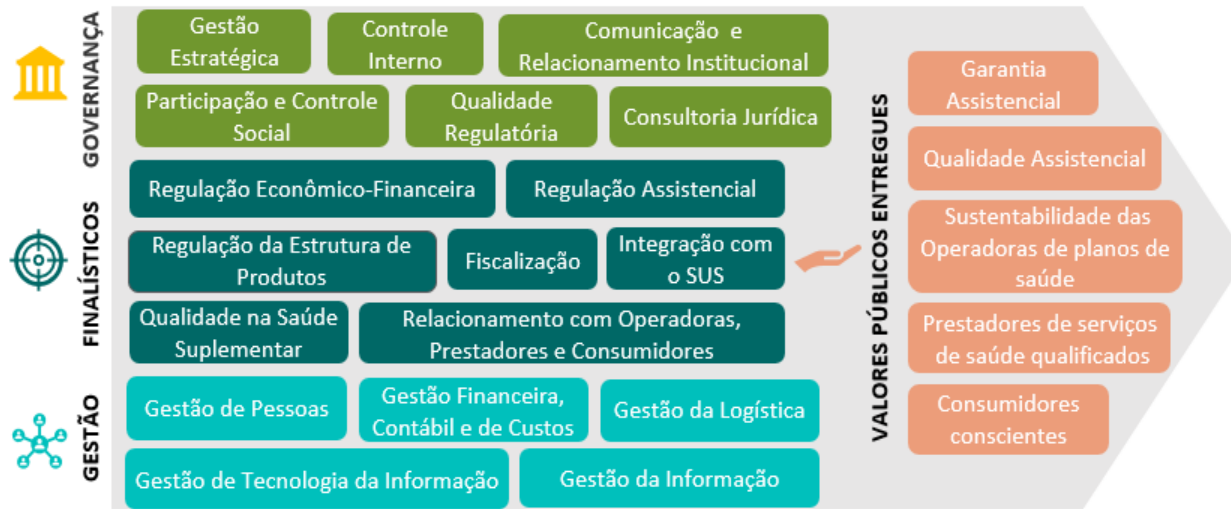 GOVERNANÇA
Gestão
Estratégica
Controle
Interno
Comunicação e
Relacionamento Institucional
Participação e Controle
Social
Qualidade
Regulatória
Consultoria Jurídica
FINALÍSTICOS
Regulação Econômico-Financeira
Regulação Assistencial
Regulação da Estrutura de
Produtos
Fiscalização
Integração com
o SUS
Qualidade na Saúde
Suplementar
Relacionamento com Operadoras,
Prestadores e Consumidores
GESTÃO
Gestão de Pessoas
Gestão Financeira,
Contábil e de Custos
Gestão da Logística
Gestão de Tecnologia da Informação
Gestão da Informação
VALORES PÚBLICOS ENTREGUES
Garantia
Assistencial
Qualidade Assistencial
Sustentabilidade das
Operadoras de planos de
saúde
Prestadores de serviços
de saúde qualificados
Consumidores
conscientes